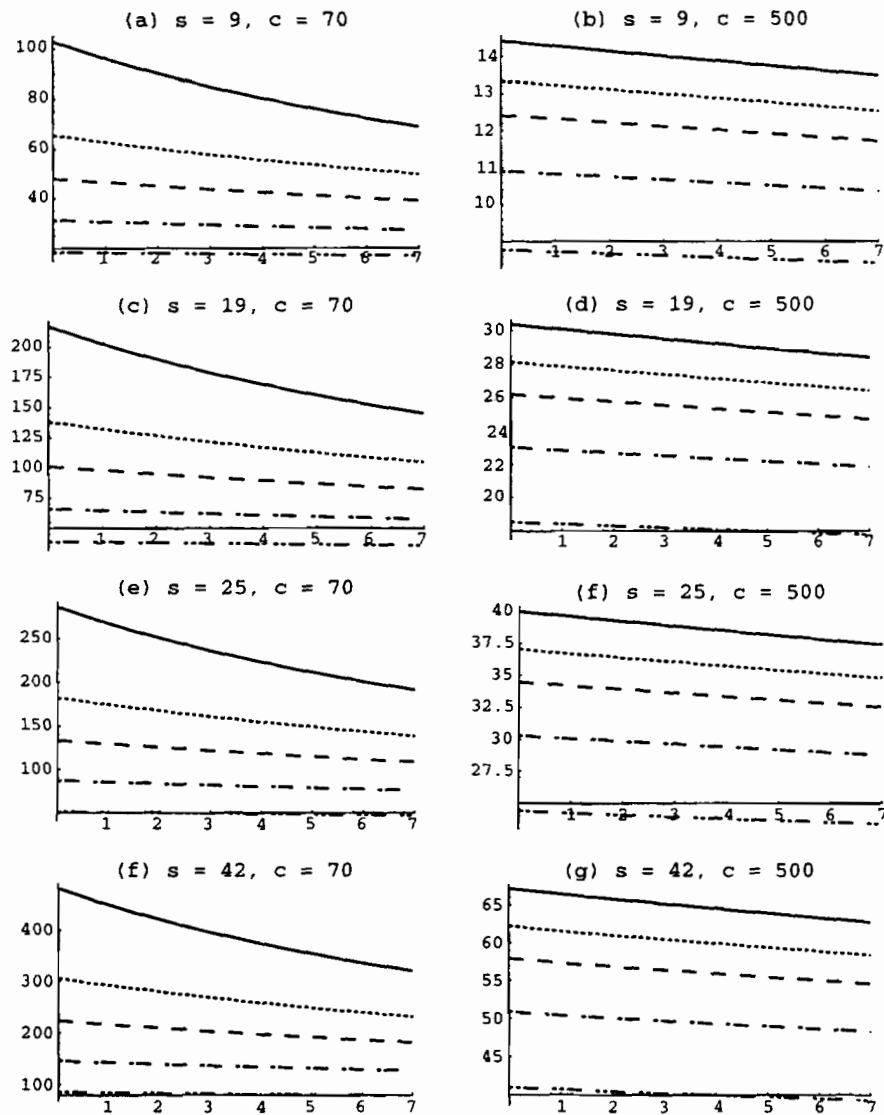 (a) s = 9, c = 70
100
80
60
40
1 2 3 4 5 6 7
(b) s = 9, c = 500
14
13
12
11
10
1 2 3 4 5 6 7
(c) s = 19, c = 70
200
175
150
125
100
75
1 2 3 4 5 6 7
(d) s = 19, c = 500
30
28
26
24
22
20
1 2 3 4 5 6 7
(e) s = 25, c = 70
250
200
150
100
1 2 3 4 5 6 7
(f) s = 25, c = 500
40
37.5
35
32.5
30
27.5
1 2 3 4 5 6 7
(f) s = 42, c = 70
400
300
200
100
1 2 3 4 5 6 7
(g) s = 42, c = 500
65
60
55
50
45
1 2 3 4 5 6 7